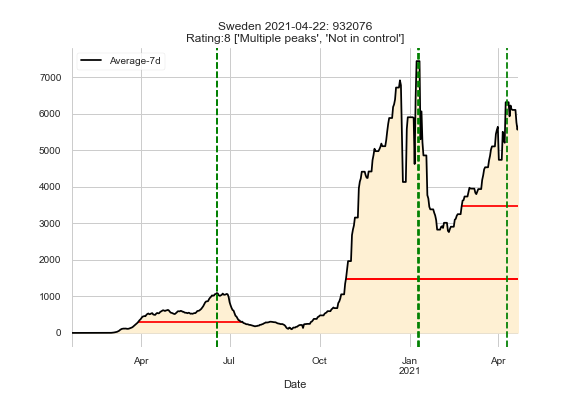 Sweden 2021-04-22: 932076
Rating:8 ['Multiple peaks', 'Not in control']
Average-7d
7000
6000
5000
4000
3000
2000
1000
0
Apr
Jul
Oct
Jan
2021
Apr
Date